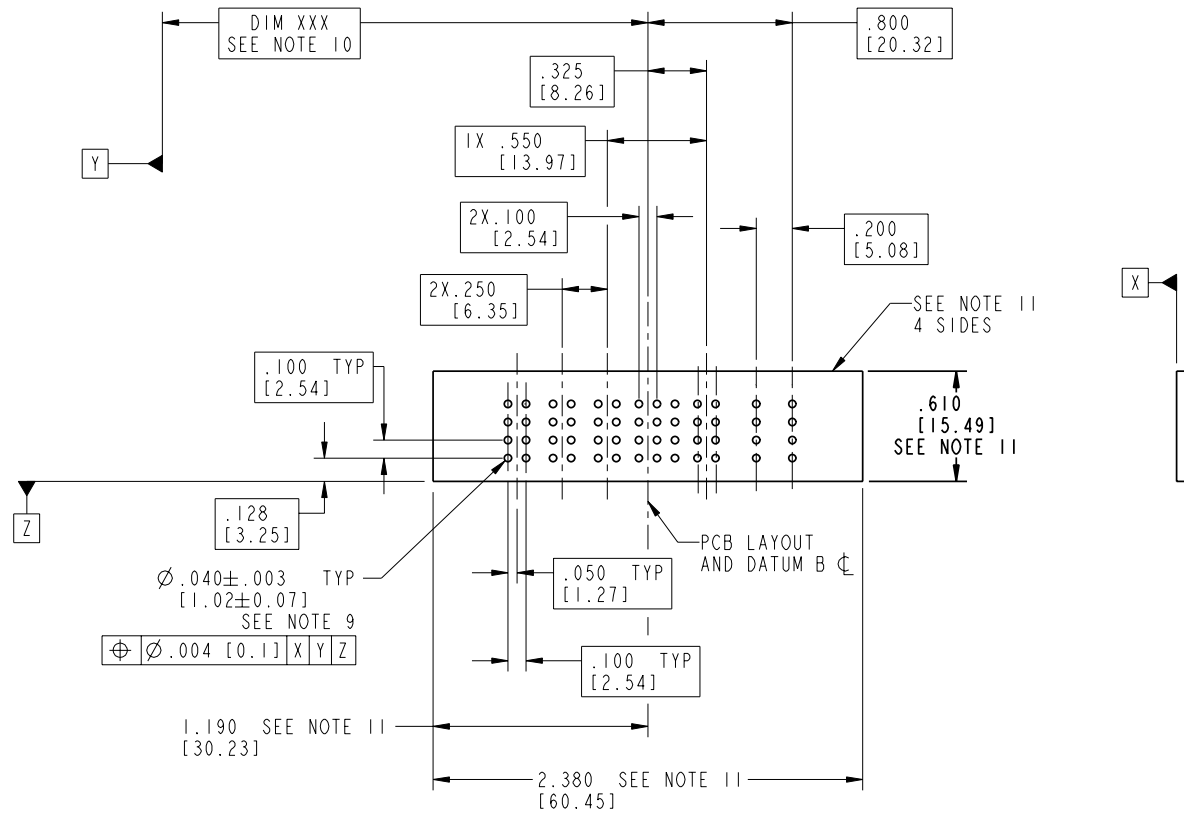 DIM XXX
SEE NOTE 10
.800
[20.32]
.325
[8.26]
1X .550
[13.97]
Y
2X.100
[2.54]
.200
[5.08]
2X.250
[6.35]
X
SEE NOTE 11
4 SIDES
.100 TYP
[2.54]
.610
[15.49]
SEE NOTE 11
Z
.128
[3.25]
PCB LAYOUT
AND DATUM B ℄
Ø.040±.003 TYP
[1.02±0.07]
SEE NOTE 9
⌖ Ø.004 [0.1] X Y Z
.050 TYP
[1.27]
.100 TYP
[2.54]
1.190 SEE NOTE 11
[30.23]
2.380 SEE NOTE 11
[60.45]